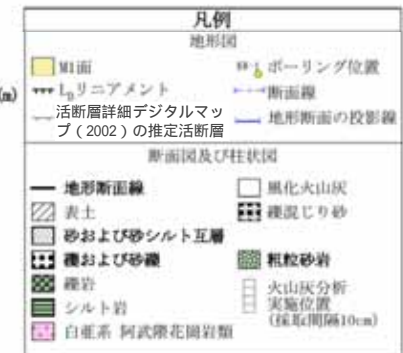 凡例
地形図
M1面
ボーリング位置
(m)
LDリニアメント
断面線
活断層詳細デジタルマッ
プ(2002)の推定活断層
地形断面の投影線
断面図及び柱状図
地形断面線
風化火山灰
表土
礫混じり砂
砂および砂シルト互層
礫および砂礫
粗粒砂岩
礫岩
火山灰分析
実施位置
(採取間隔10cm)
シルト岩
白亜系 阿武隈花崗岩類